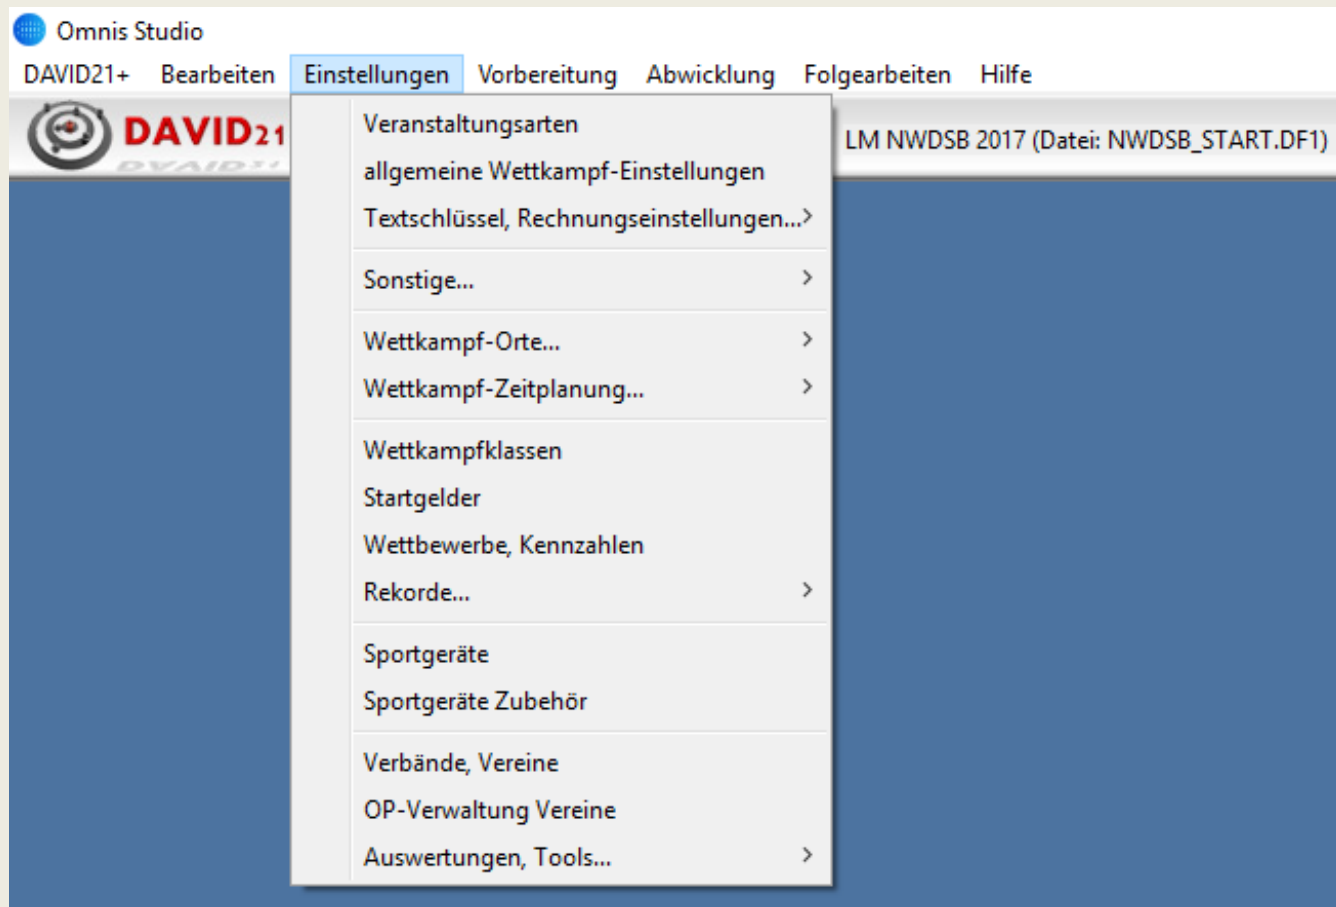 Omnis Studio
DAVID21+ Bearbeiten Einstellungen Vorbereitung Abwicklung Folgearbeiten Hilfe
DAVID21 LM NWDSB 2017 (Datei: NWDSB_START.DF1)
Veranstaltungsarten
allgemeine Wettkampf-Einstellungen
Textschlüssel, Rechnungseinstellungen...
Sonstige...
Wettkampf-Orte...
Wettkampf-Zeitplanung...
Wettkampfklassen
Startgelder
Wettbewerbe, Kennzahlen
Rekorde...
Sportgeräte
Sportgeräte Zubehör
Verbände, Vereine
OP-Verwaltung Vereine
Auswertungen, Tools...